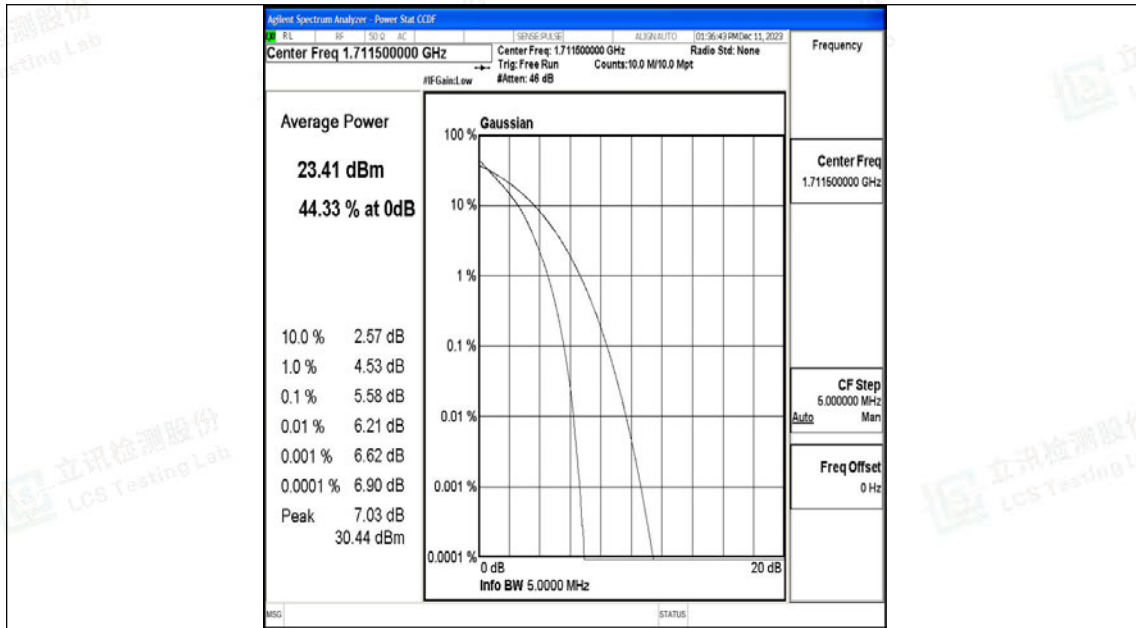 Agilent Spectrum Analyzer - Power Stat CCDF
RL RF 50 Ω AC SENSE:PULSE ALIGNAUTO 01:36:43 PM Dec 11, 2023
Center Freq 1.711500000 GHz
Center Freq: 1.711500000 GHz Radio Std: None
Trig: Free Run Counts:10.0 M/10.0 Mpt
#IFGain:Low #Atten: 46 dB
Frequency
Average Power
23.41 dBm
44.33 % at 0dB
10.0 % 2.57 dB
1.0 % 4.53 dB
0.1 % 5.58 dB
0.01 % 6.21 dB
0.001 % 6.62 dB
0.0001 % 6.90 dB
Peak 7.03 dB
30.44 dBm
Gaussian
100 %
10 %
1 %
0.1 %
0.01 %
0.001 %
0.0001 %
0 dB 20 dB
Info BW 5.0000 MHz
Center Freq
1.711500000 GHz
CF Step
5.000000 MHz
Auto Man
Freq Offset
0 Hz
MSG STATUS
立讯检测股份
LCS Testing Lab
立讯检测股份